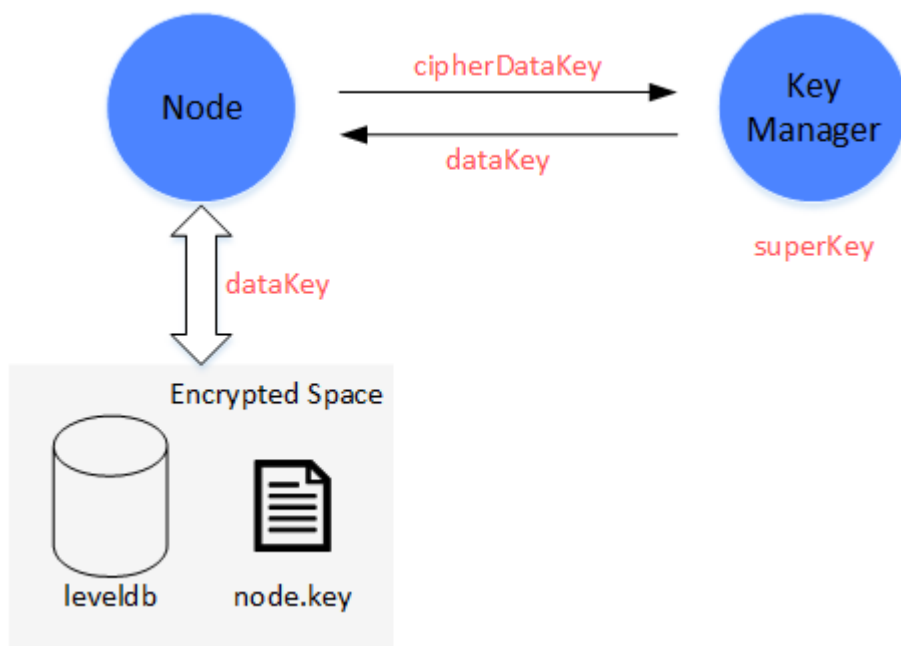 Node
cipherDataKey
dataKey
Key
Manager
superKey
dataKey
Encrypted Space
leveldb
node.key